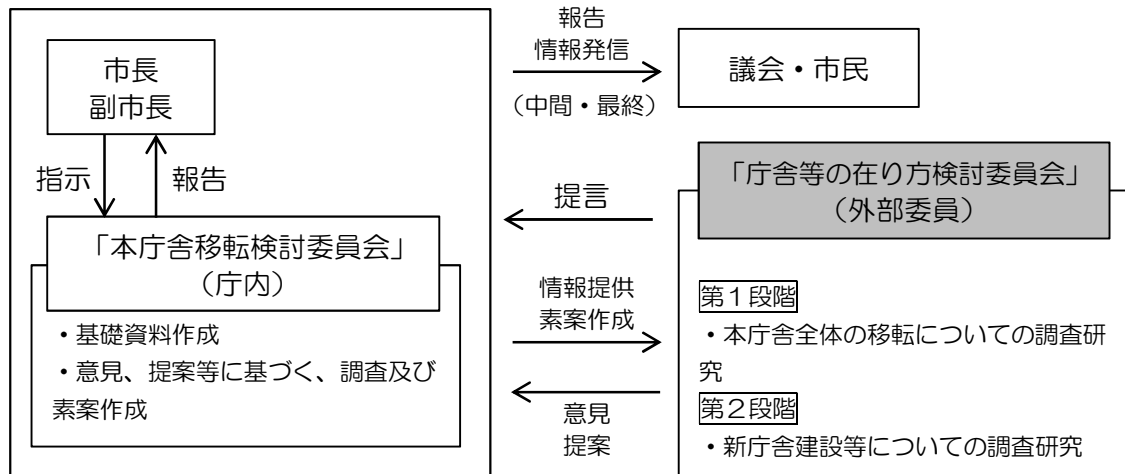 市長
副市長
指示
報告
「本庁舎移転検討委員会」
（庁内）
・基礎資料作成
・意見、提案等に基づく、調査及び
素案作成
報告
情報発信
（中間・最終）
議会・市民
提言
情報提供
素案作成
意見
提案
「庁舎等の在り方検討委員会」
（外部委員）
第１段階
・本庁舎全体の移転についての調査研
究
第２段階
・新庁舎建設等についての調査研究